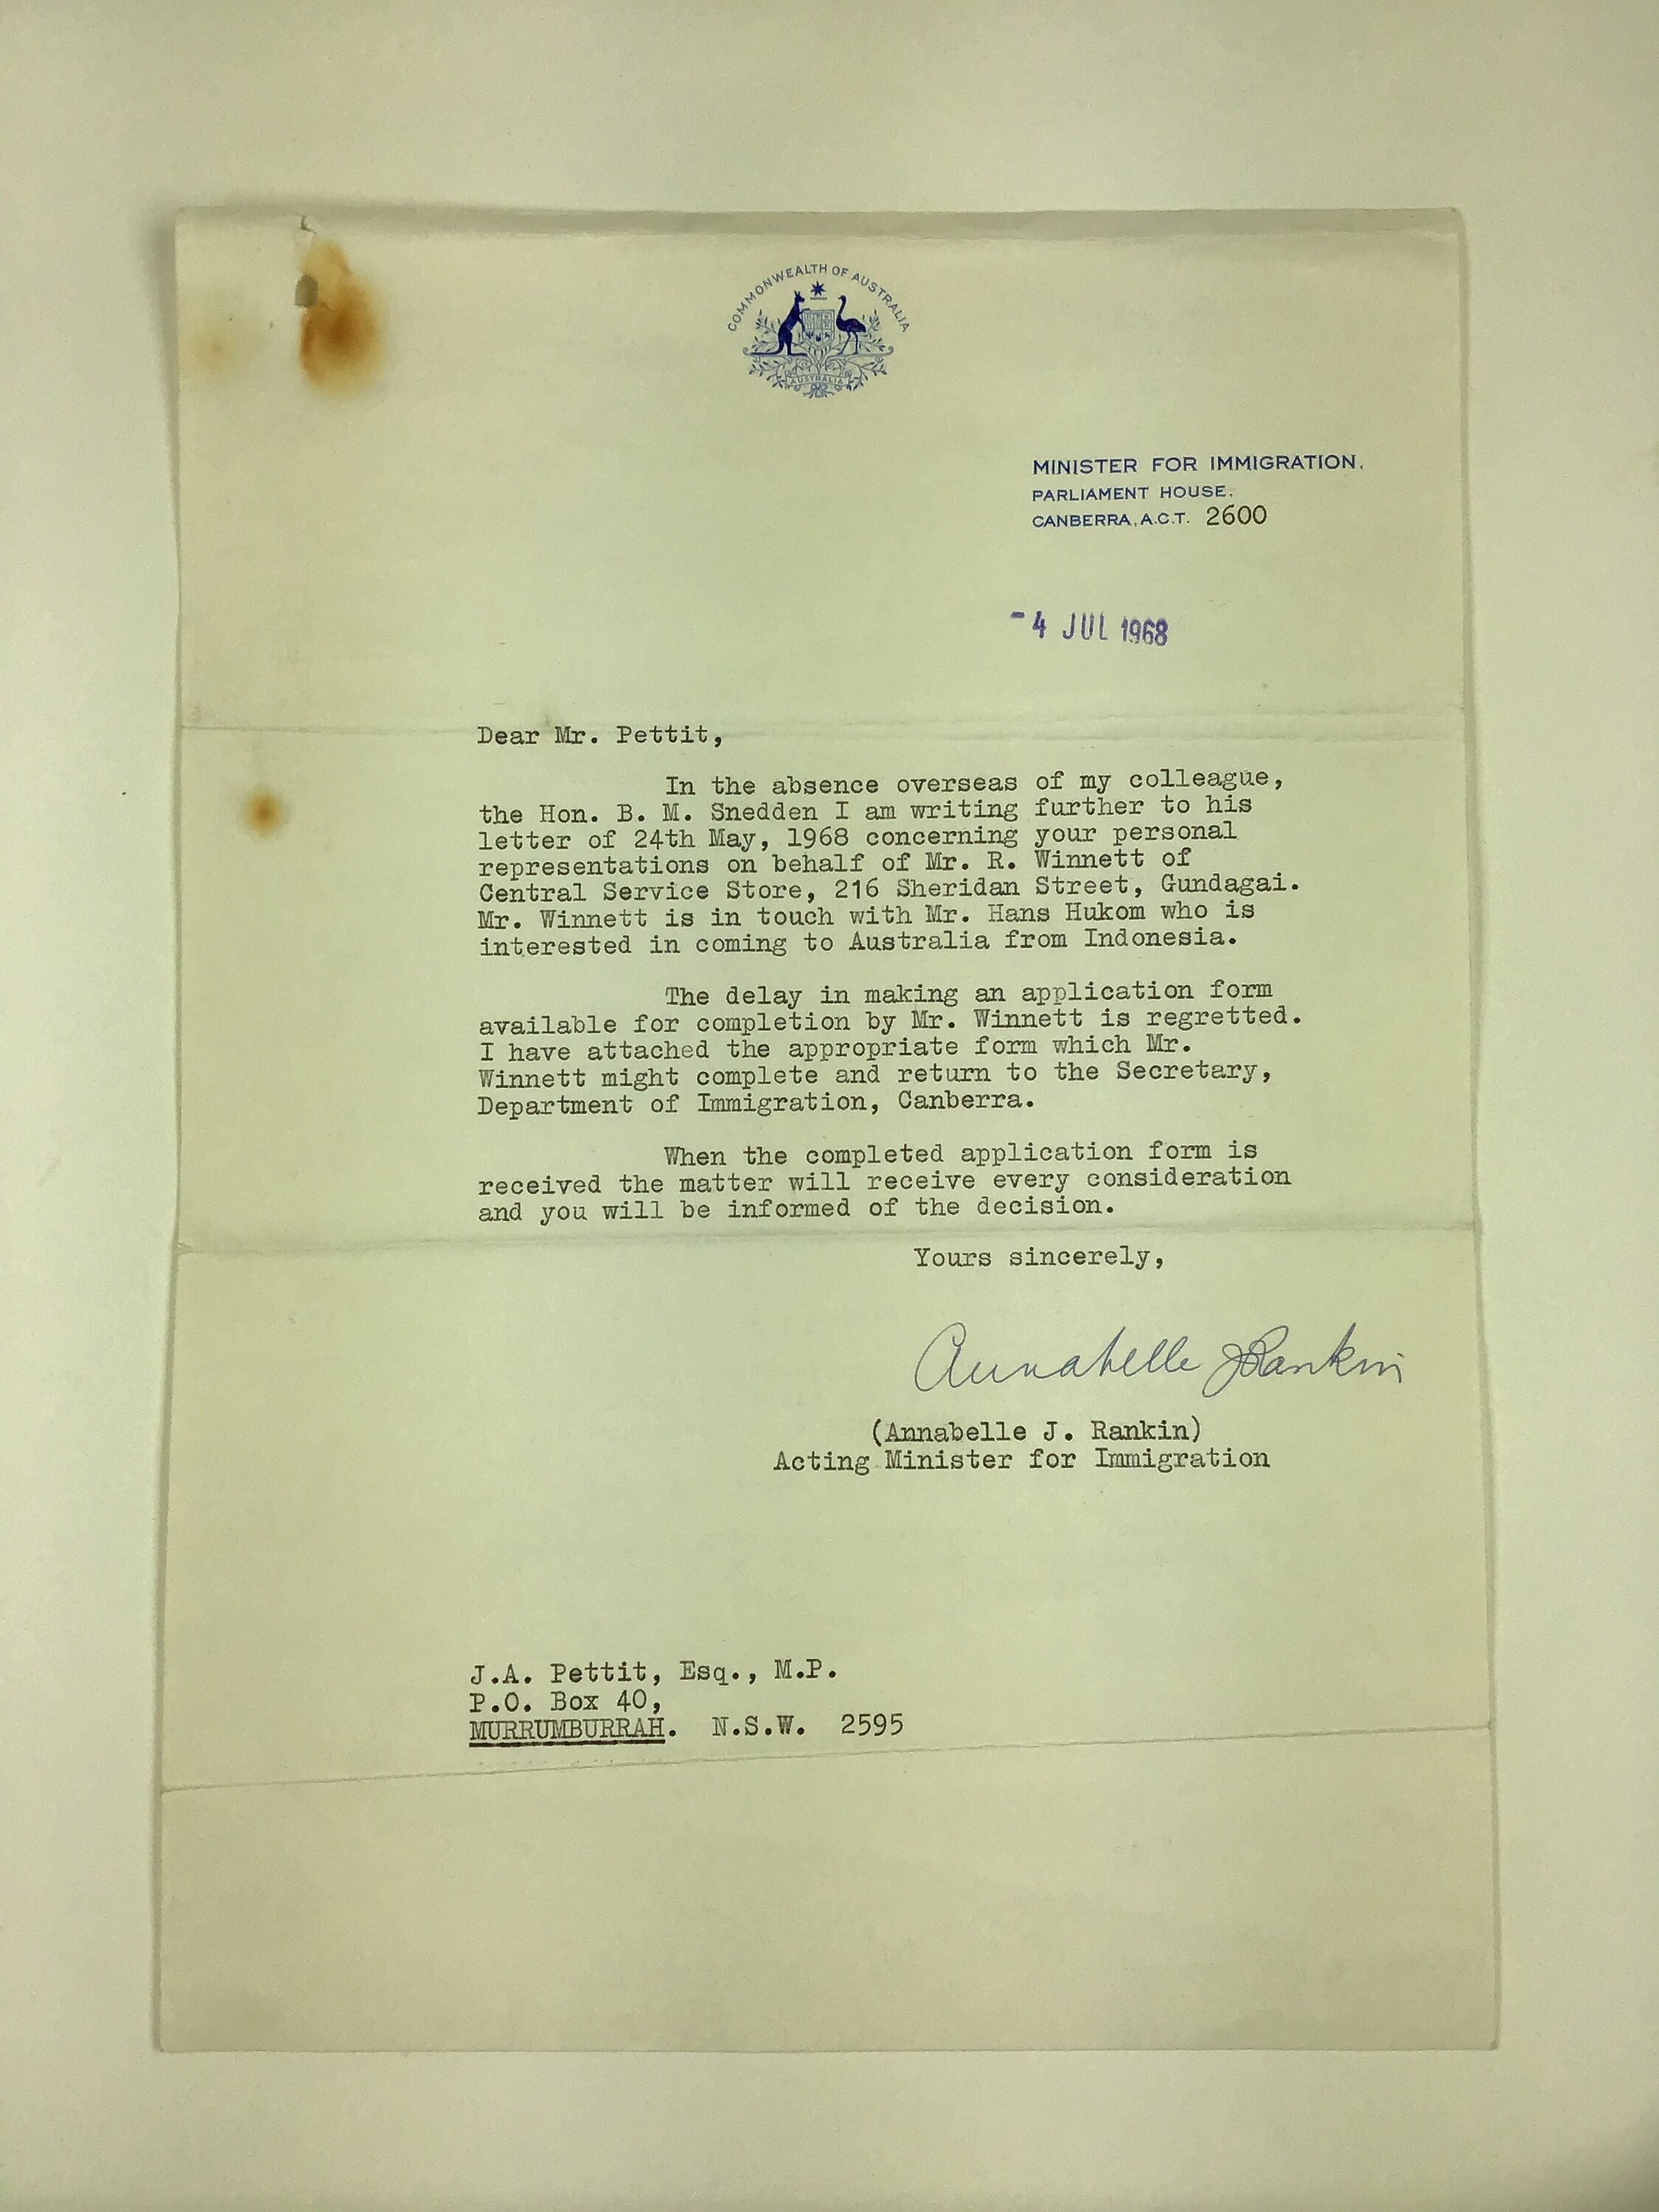 COMMONWEALTH OF AUSTRALIA
AUSTRALIA
MINISTER FOR IMMIGRATION.
PARLIAMENT HOUSE.
CANBERRA, A.C.T. 2600
-4 JUL 1968
Dear Mr. Pettit,
In the absence overseas of my colleague,
the Hon. B. M. Snedden I am writing further to his
letter of 24th May, 1968 concerning your personal
representations on behalf of Mr. R. Winnett of
Central Service Store, 216 Sheridan Street, Gundagai.
Mr. Winnett is in touch with Mr. Hans Hukom who is
interested in coming to Australia from Indonesia.
The delay in making an application form
available for completion by Mr. Winnett is regretted.
I have attached the appropriate form which Mr.
Winnett might complete and return to the Secretary,
Department of Immigration, Canberra.
When the completed application form is
received the matter will receive every consideration
and you will be informed of the decision.
Yours sincerely,
Annabelle J Rankin
(Annabelle J. Rankin)
Acting Minister for Immigration
J.A. Pettit, Esq., M.P.
P.O. Box 40,
MURRUMBURRAH. N.S.W. 2595